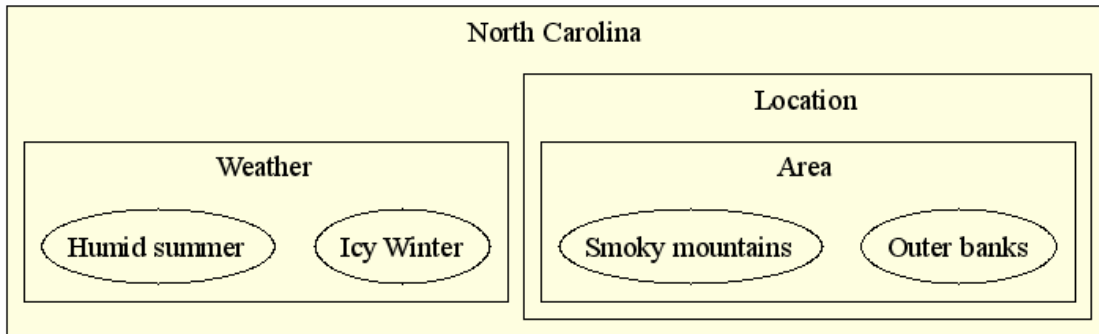 North Carolina
Location
Weather
Area
Humid summer
Icy Winter
Smoky mountains
Outer banks